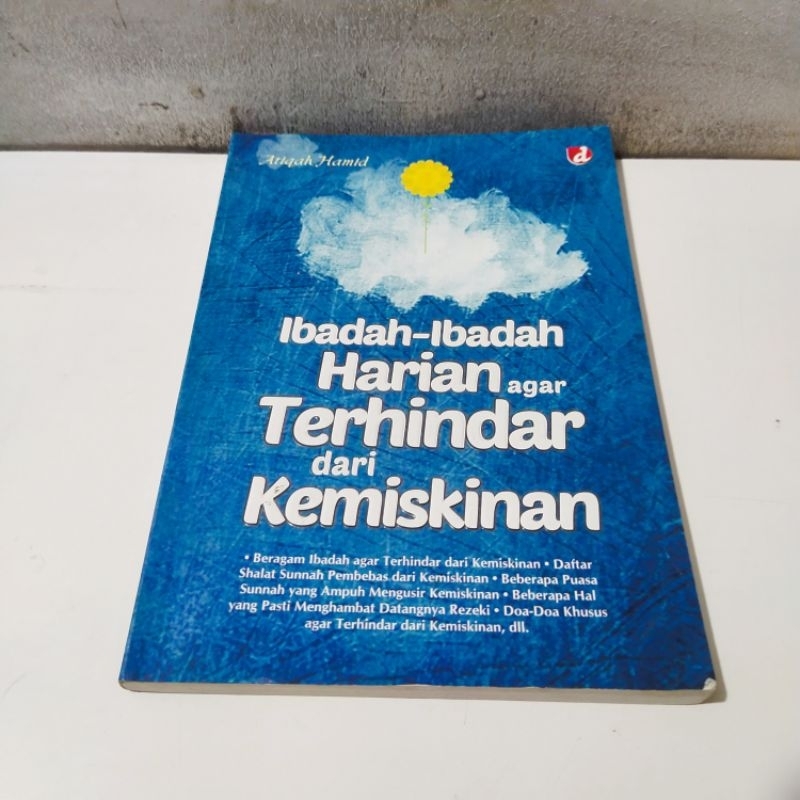 Atiqah Hamid
d
Ibadah-Ibadah
Harian agar
Terhindar
dari
Kemiskinan
• Beragam Ibadah agar Terhindar dari Kemiskinan • Daftar
Shalat Sunnah Pembebas dari Kemiskinan • Beberapa Puasa
Sunnah yang Ampuh Mengusir Kemiskinan • Beberapa Hal
yang Pasti Menghambat Datangnya Rezeki • Doa-Doa Khusus
agar Terhindar dari Kemiskinan, dll.